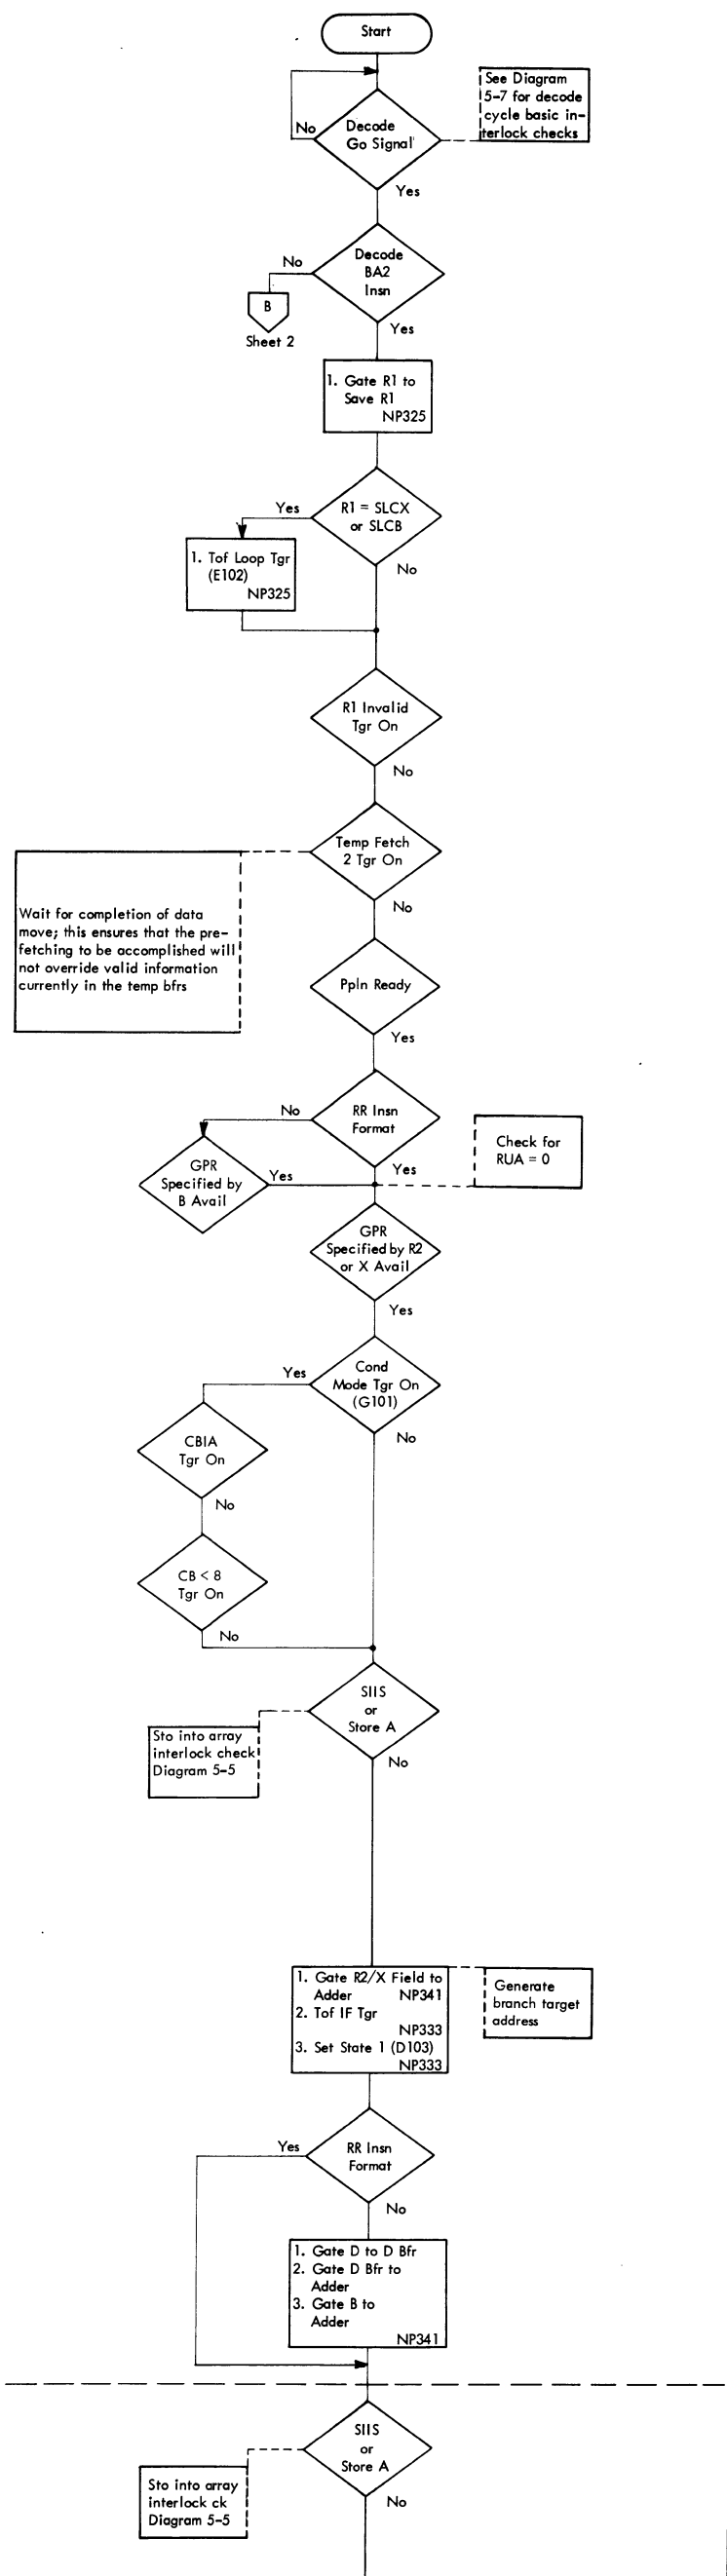 Start
See Diagram
5-7 for decode
cycle basic in-
terlock checks
No
Decode
Go Signal
Yes
No
Decode
BA2
Insn
B
Sheet 2
Yes
1. Gate R1 to
Save R1
NP325
Yes
R1 = SLCX
or SLCB
1. Tof Loop Tgr
(E102)
NP325
No
R1 Invalid
Tgr On
No
Temp Fetch
2 Tgr On
No
Wait for completion of data
move; this ensures that the pre-
fetching to be accomplished will
not override valid information
currently in the temp bfrs
Ppln Ready
Yes
No
RR Insn
Format
Check for
RUA = 0
Yes
GPR
Specified by
B Avail
Yes
GPR
Specified by R2
or X Avail
Yes
Yes
Cond
Mode Tgr On
(G101)
No
CBIA
Tgr On
No
CB < 8
Tgr On
No
SIIS
or
Store A
Sto into array
interlock check
Diagram 5-5
No
1. Gate R2/X Field to
Adder NP341
2. Tof IF Tgr
NP333
3. Set State 1 (D103)
NP333
Generate
branch target
address
Yes
RR Insn
Format
No
1. Gate D to D Bfr
2. Gate D Bfr to
Adder
3. Gate B to
Adder
NP341
SIIS
or
Store A
Sto into array
interlock ck
Diagram 5-5
No